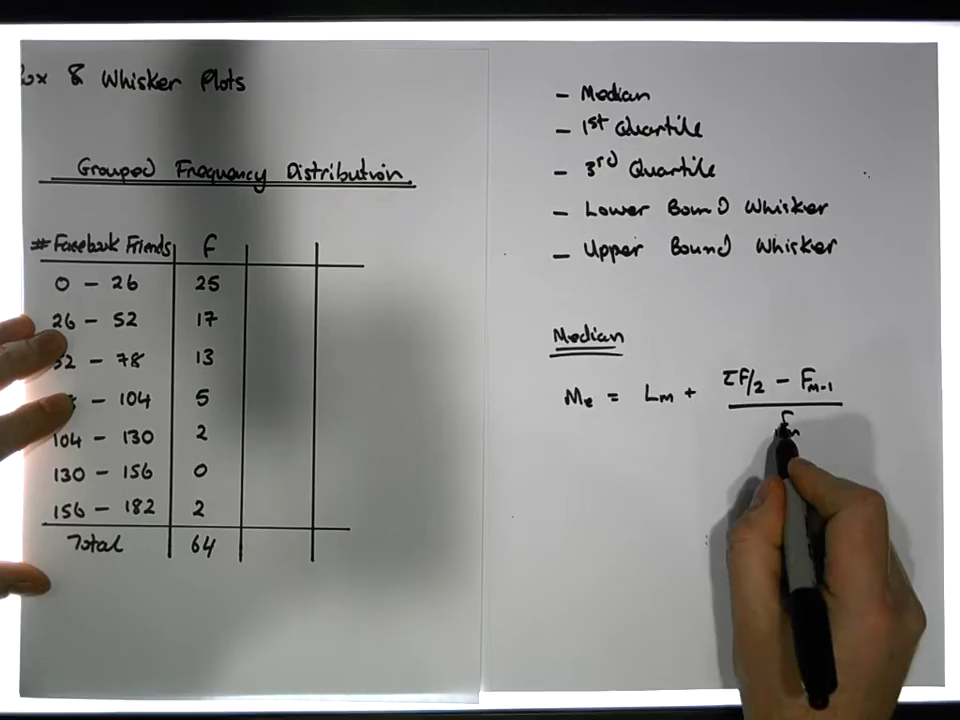 ox & Whisker Plots
Grouped Frequency Distribution
# Facebook Friends F
0 - 26 25
26 - 52 17
52 - 78 13
- 104 5
104 - 130 2
130 - 156 0
156 - 182 2
Total 64
- Median
- 1st Quartile
- 3rd Quartile
- Lower Bound Whisker
- Upper Bound Whisker
Median
Me = Lm + (ΣF/2 - Fm-1) /